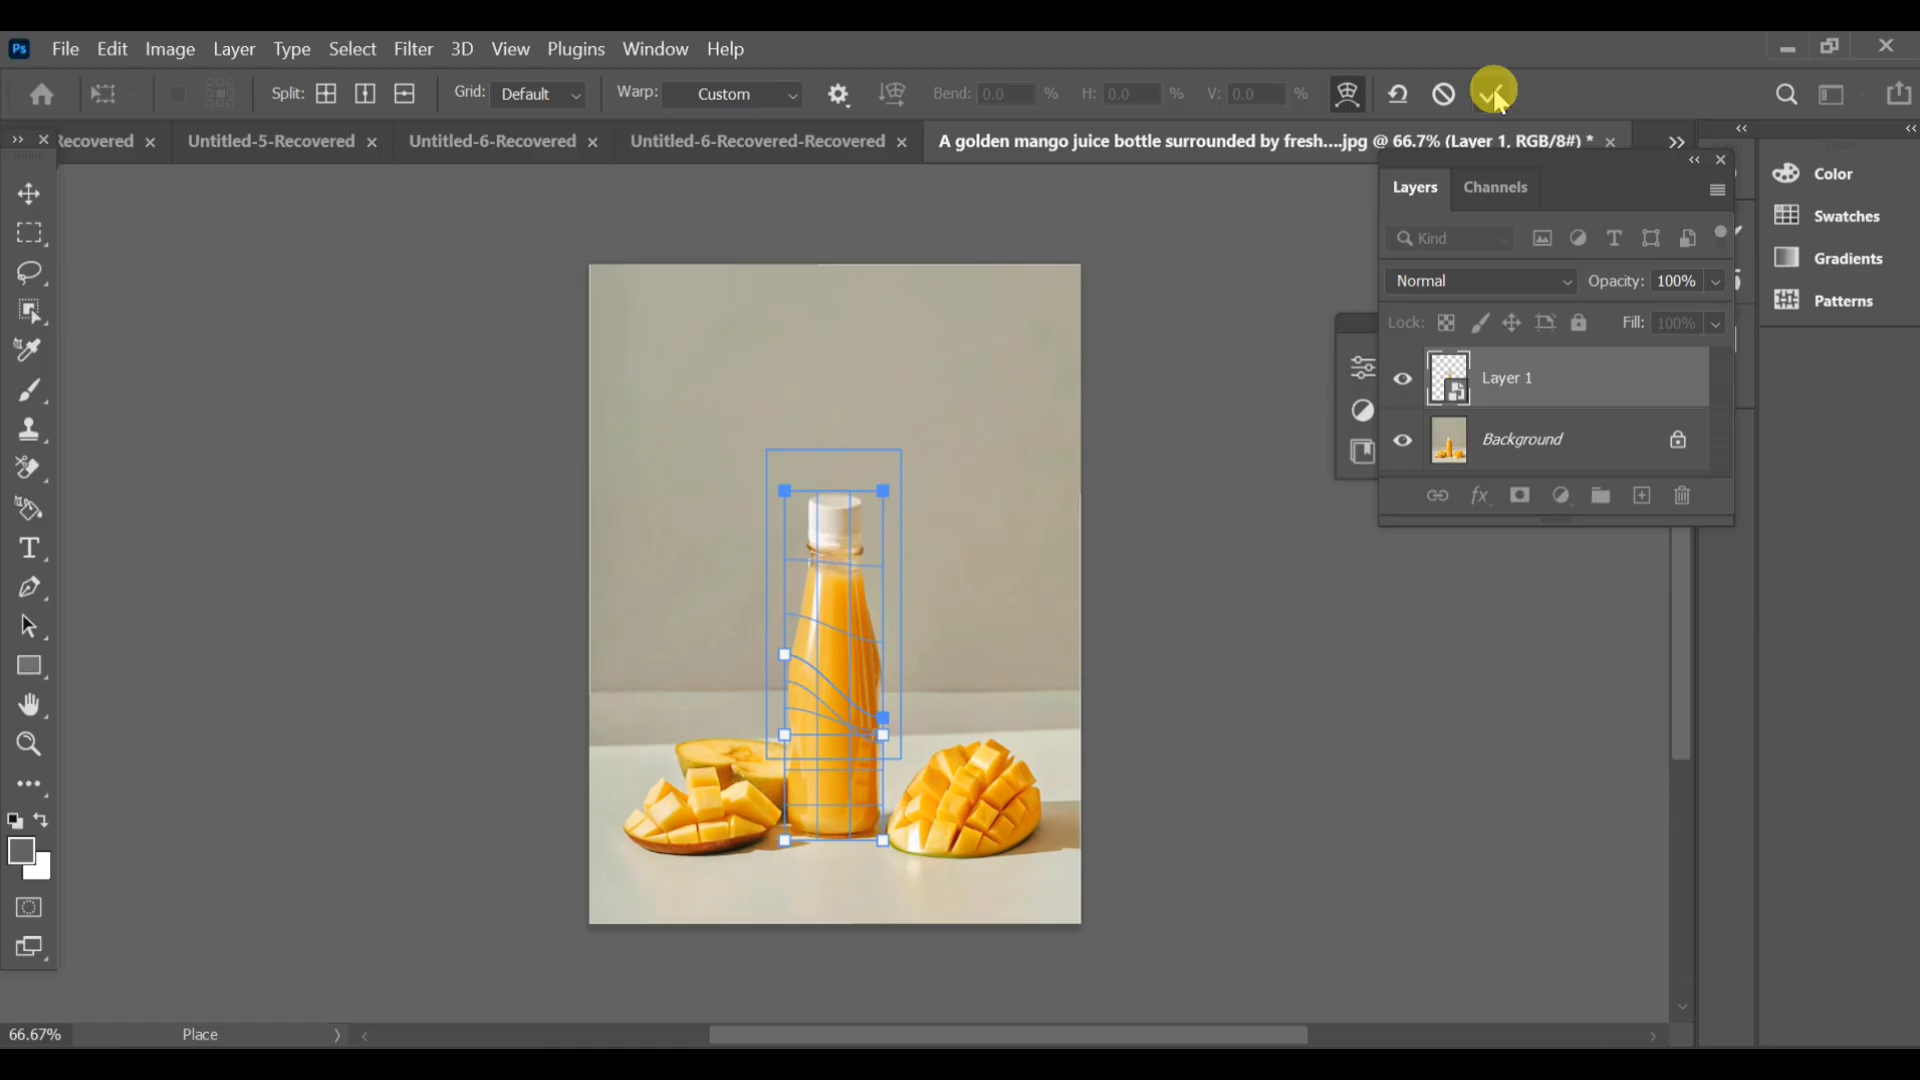 Ps File Edit Image Layer Type Select Filter 3D View Plugins Window Help
Split: Grid: Default Warp: Custom Bend: 0.0 % H: 0.0 % V: 0.0 %
Recovered × Untitled-5-Recovered × Untitled-6-Recovered × Untitled-6-Recovered-Recovered × A golden mango juice bottle surrounded by fresh....jpg @ 66.7% (Layer 1, RGB/8#) * ×
Layers Channels
Kind
Normal Opacity: 100%
Lock: Fill: 100%
Layer 1
Background
Color
Swatches
Gradients
Patterns
66.67% Place